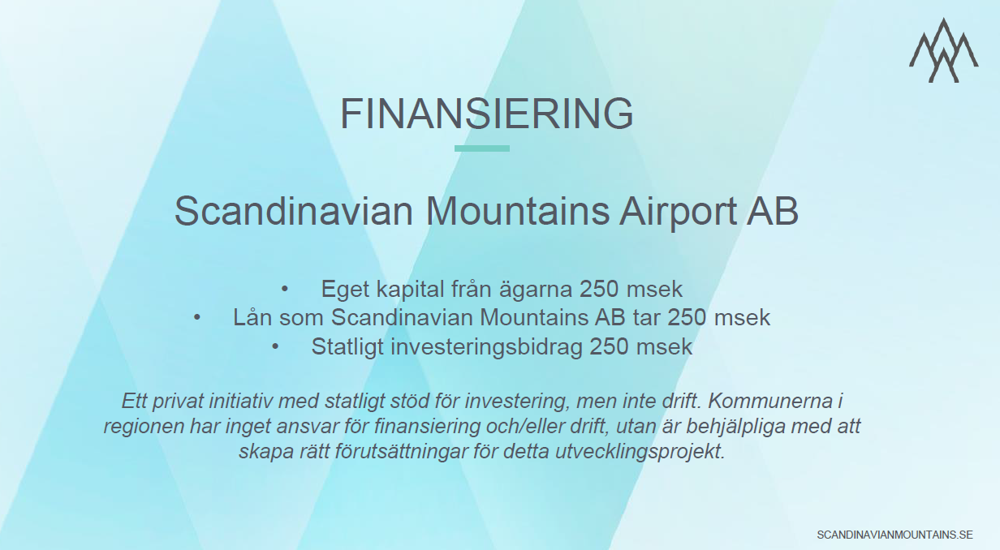 FINANSIERING
Scandinavian Mountains Airport AB
• Eget kapital från ägarna 250 msek
• Lån som Scandinavian Mountains AB tar 250 msek
• Statligt investeringsbidrag 250 msek
Ett privat initiativ med statligt stöd för investering, men inte drift. Kommunerna i
regionen har inget ansvar för finansiering och/eller drift, utan är behjälpliga med att
skapa rätt förutsättningar för detta utvecklingsprojekt.
SCANDINAVIANMOUNTAINS.SE